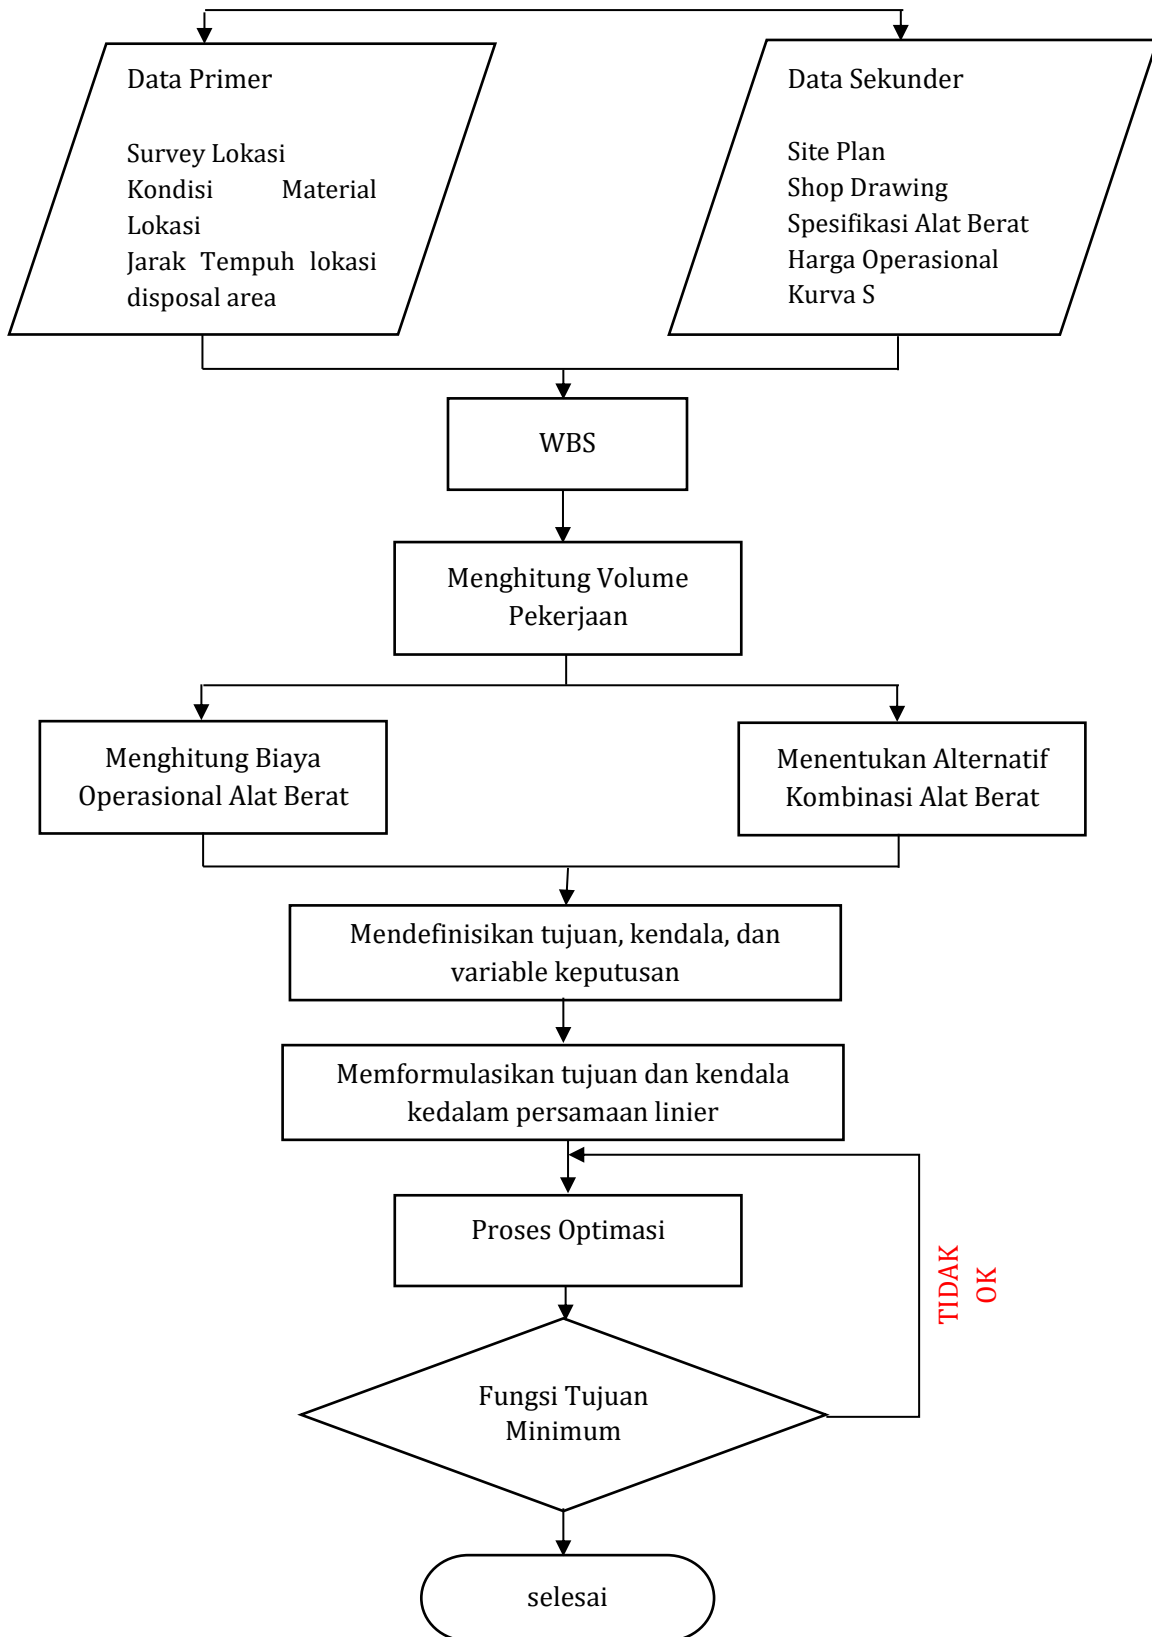 Data Primer
Survey Lokasi
Kondisi Material
Lokasi
Jarak Tempuh lokasi
disposal area
Data Sekunder
Site Plan
Shop Drawing
Spesifikasi Alat Berat
Harga Operasional
Kurva S
WBS
Menghitung Volume
Pekerjaan
Menghitung Biaya
Operasional Alat Berat
Menentukan Alternatif
Kombinasi Alat Berat
Mendefinisikan tujuan, kendala, dan
variable keputusan
Memformulasikan tujuan dan kendala
kedalam persamaan linier
Proses Optimasi
TIDAK
OK
Fungsi Tujuan
Minimum
selesai